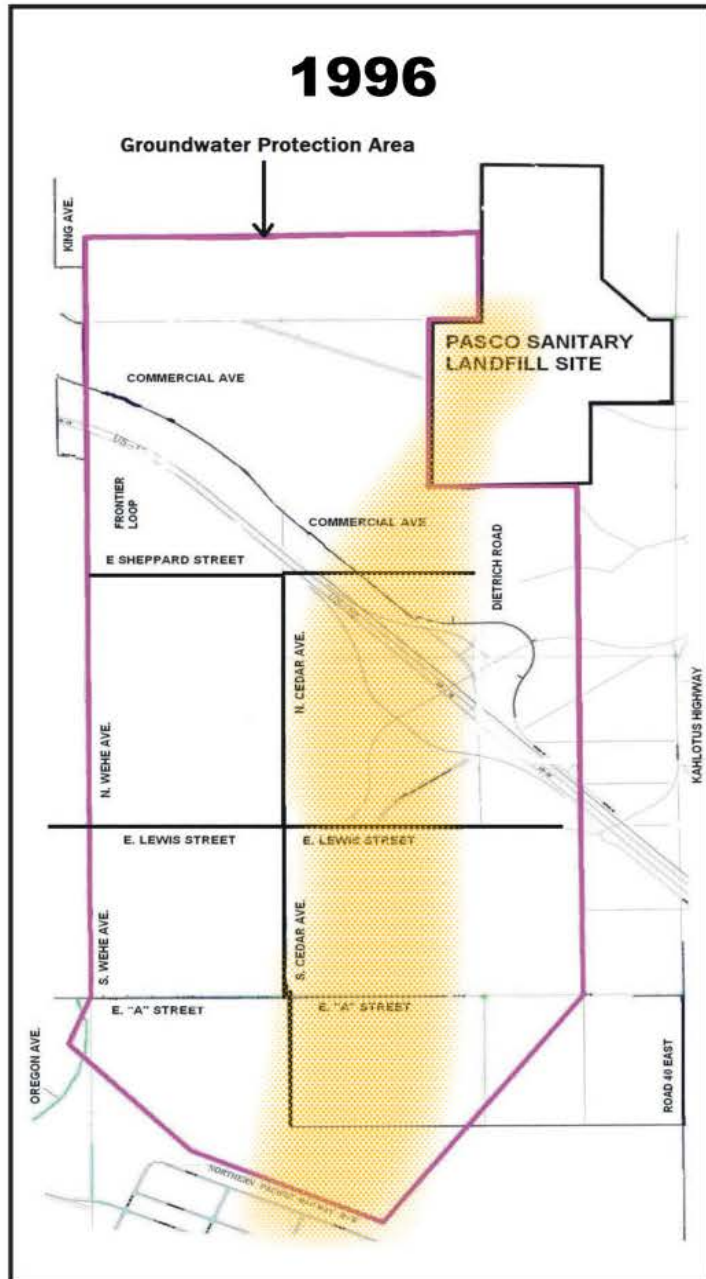 1996
Groundwater Protection Area
KING AVE.
PASCO SANITARY
LANDFILL SITE
COMMERCIAL AVE
FRONTIER
LOOP
COMMERCIAL AVE
E SHEPPARD STREET
DIETRICH ROAD
N. CEDAR AVE.
N. WEHE AVE.
KAHLOTUS HIGHWAY
E. LEWIS STREET
E. LEWIS STREET
S. WEHE AVE.
S. CEDAR AVE.
E. "A" STREET
E. "A" STREET
OREGON AVE.
ROAD 40 EAST
NORTHERN PACIFIC RAILWAY